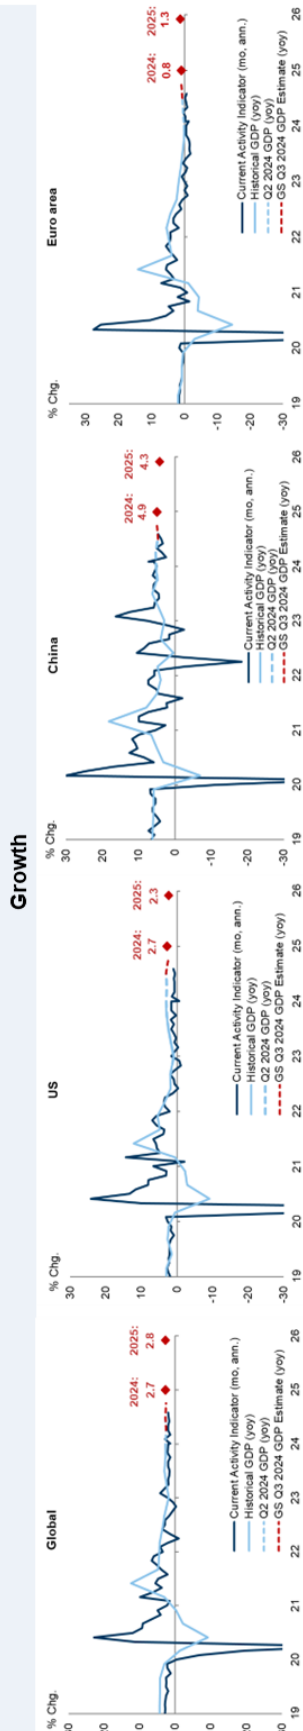 Growth
Global
% Chg.
2024:
2.7
2025:
2.8
Current Activity Indicator (mo, ann.)
Historical GDP (yoy)
Q2 2024 GDP (yoy)
GS Q3 2024 GDP Estimate (yoy)
19 20 21 22 23 24 25 26
US
% Chg.
30
20
10
0
-10
-20
-30
2024:
2.7
2025:
2.3
Current Activity Indicator (mo, ann.)
Historical GDP (yoy)
Q2 2024 GDP (yoy)
GS Q3 2024 GDP Estimate (yoy)
19 20 21 22 23 24 25 26
China
% Chg.
30
20
10
0
-10
-20
-30
2024:
4.9
2025:
4.3
Current Activity Indicator (mo, ann.)
Historical GDP (yoy)
Q2 2024 GDP (yoy)
GS Q3 2024 GDP Estimate (yoy)
19 20 21 22 23 24 25 26
Euro area
% Chg.
30
20
10
0
-10
-20
-30
2024:
0.8
2025:
1.3
Current Activity Indicator (mo, ann.)
Historical GDP (yoy)
Q2 2024 GDP (yoy)
GS Q3 2024 GDP Estimate (yoy)
19 20 21 22 23 24 25 26